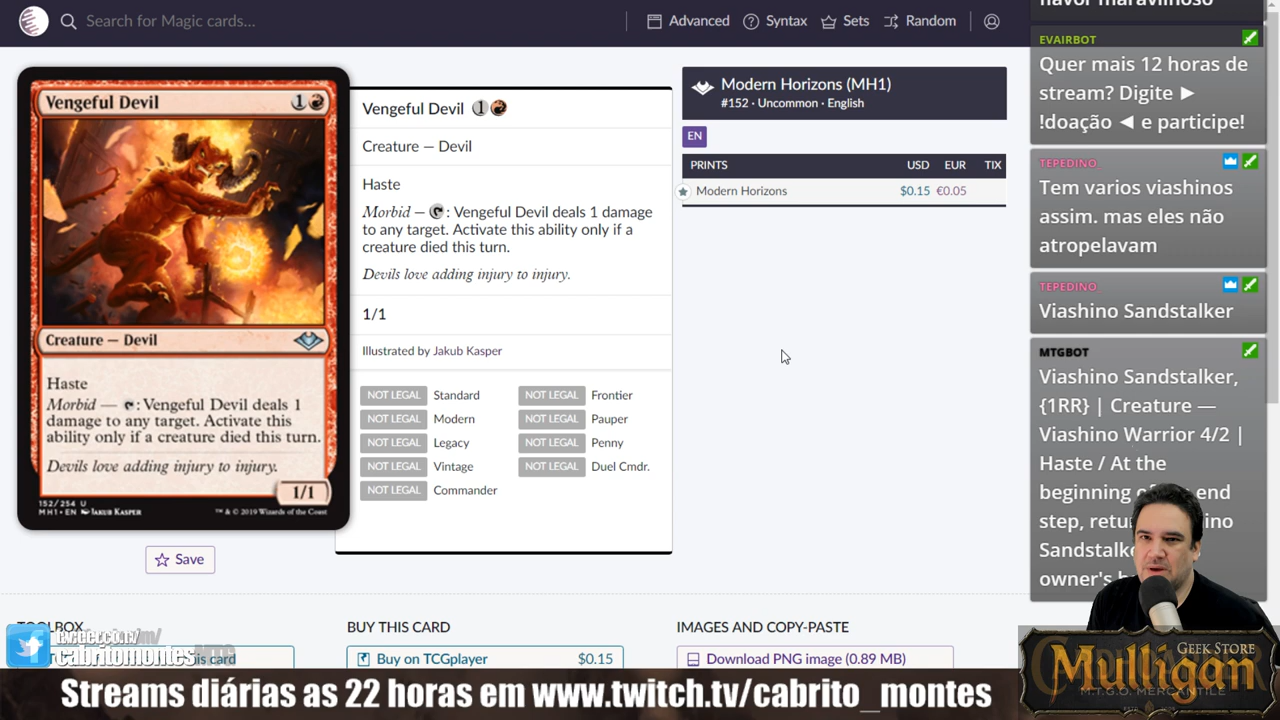 Search for Magic cards...
Advanced
Syntax
Sets
Random
Vengeful Devil 1
Creature — Devil
Haste
Morbid — : Vengeful Devil deals 1
damage to any target. Activate this
ability only if a creature died this turn.
Devils love adding injury to injury.
1/1
152/254 U
MH1 • EN JAKUB KASPER
™ & © 2019 Wizards of the Coast
Save
Vengeful Devil 1
Creature — Devil
Haste
Morbid — : Vengeful Devil deals 1 damage
to any target. Activate this ability only if a
creature died this turn.
Devils love adding injury to injury.
1/1
Illustrated by Jakub Kasper
NOT LEGAL Standard NOT LEGAL Frontier
NOT LEGAL Modern NOT LEGAL Pauper
NOT LEGAL Legacy NOT LEGAL Penny
NOT LEGAL Vintage NOT LEGAL Duel Cmdr.
NOT LEGAL Commander
Modern Horizons (MH1)
#152 · Uncommon · English
EN
PRINTS USD EUR TIX
Modern Horizons $0.15 €0.05
TOOLBOX
is card
BUY THIS CARD
Buy on TCGplayer $0.15
IMAGES AND COPY-PASTE
Download PNG image (0.89 MB)
EVAIRBOT
Quer mais 12 horas de
stream? Digite ►
!doação ◄ e participe!
TEPEDINO_
Tem varios viashinos
assim. mas eles não
atropelavam
TEPEDINO_
Viashino Sandstalker
MTGBOT
Viashino Sandstalker,
{1RR} | Creature —
Viashino Warrior 4/2 |
Haste / At the
beginning end
step,
owner's
cabritomontes
GEEK STORE
Mulligan
M.T.G.O. MERCANTILE
Streams diárias as 22 horas em www.twitch.tv/cabrito_montes